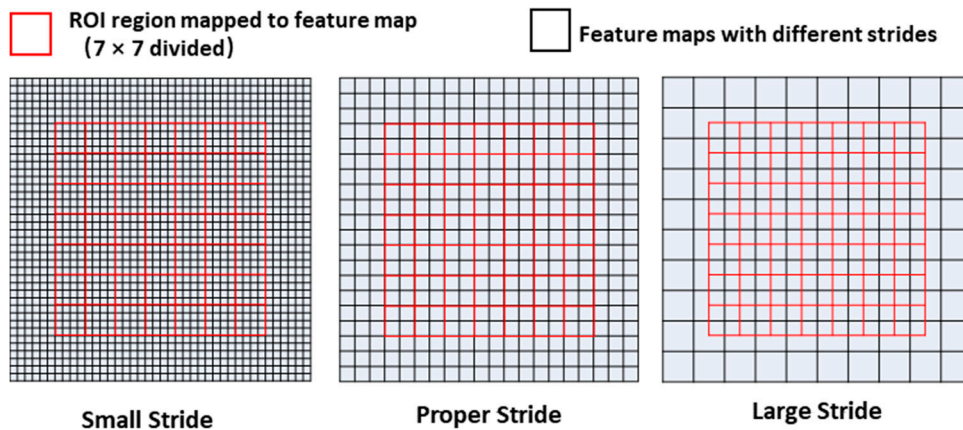 ROI region mapped to feature map
(7 × 7 divided)
Feature maps with different strides
Small Stride
Proper Stride
Large Stride